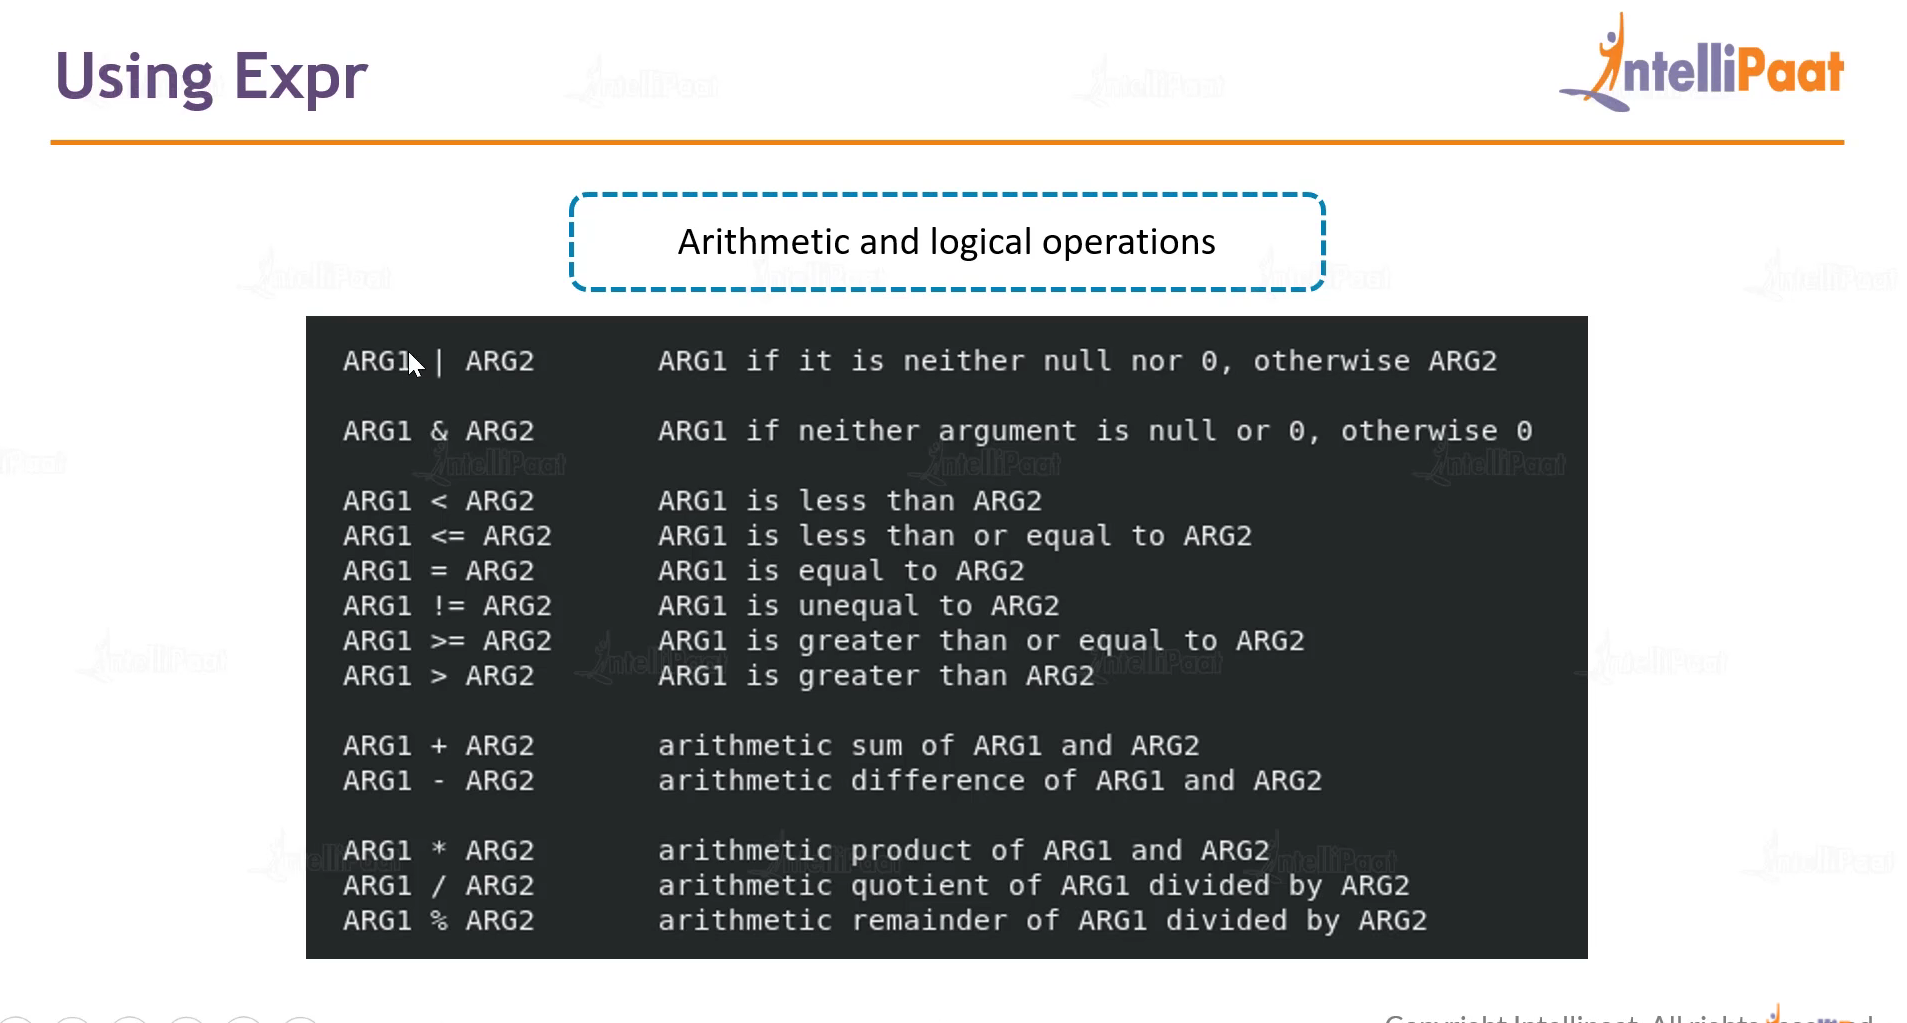 Using Expr
IntelliPaat
Arithmetic and logical operations
ARG1 | ARG2 ARG1 if it is neither null nor 0, otherwise ARG2
ARG1 & ARG2 ARG1 if neither argument is null or 0, otherwise 0
ARG1 < ARG2 ARG1 is less than ARG2
ARG1 <= ARG2 ARG1 is less than or equal to ARG2
ARG1 = ARG2 ARG1 is equal to ARG2
ARG1 != ARG2 ARG1 is unequal to ARG2
ARG1 >= ARG2 ARG1 is greater than or equal to ARG2
ARG1 > ARG2 ARG1 is greater than ARG2
ARG1 + ARG2 arithmetic sum of ARG1 and ARG2
ARG1 - ARG2 arithmetic difference of ARG1 and ARG2
ARG1 * ARG2 arithmetic product of ARG1 and ARG2
ARG1 / ARG2 arithmetic quotient of ARG1 divided by ARG2
ARG1 % ARG2 arithmetic remainder of ARG1 divided by ARG2
Copyright Intellipaat. All rights